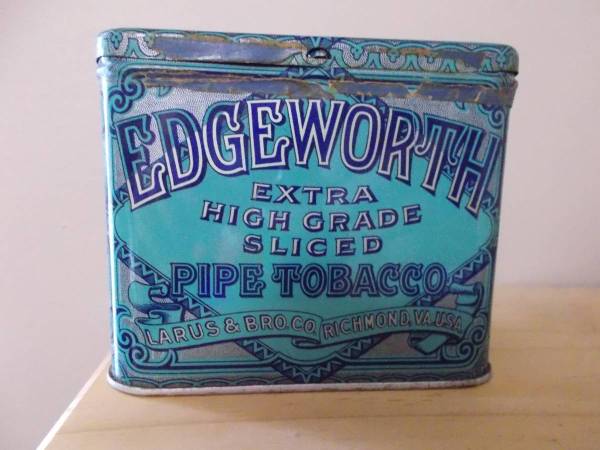 EDGEWORTH
EXTRA
HIGH GRADE
SLICED
PIPE TOBACCO
LARUS & BRO. CO. RICHMOND, VA. U.S.A.